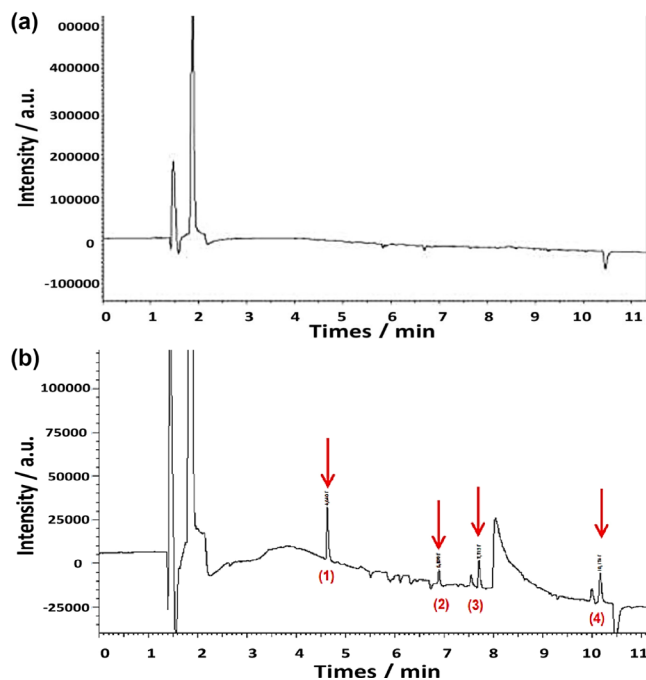 (a)
Intensity / a.u.
00000
400000
300000
200000
100000
0
-100000
0 1 2 3 4 5 6 7 8 9 10 11
Times / min
(b)
Intensity / a.u.
100000
75000
50000
25000
0
-25000
(1)
(2)
(3)
(4)
0 1 2 3 4 5 6 7 8 9 10 11
Times / min